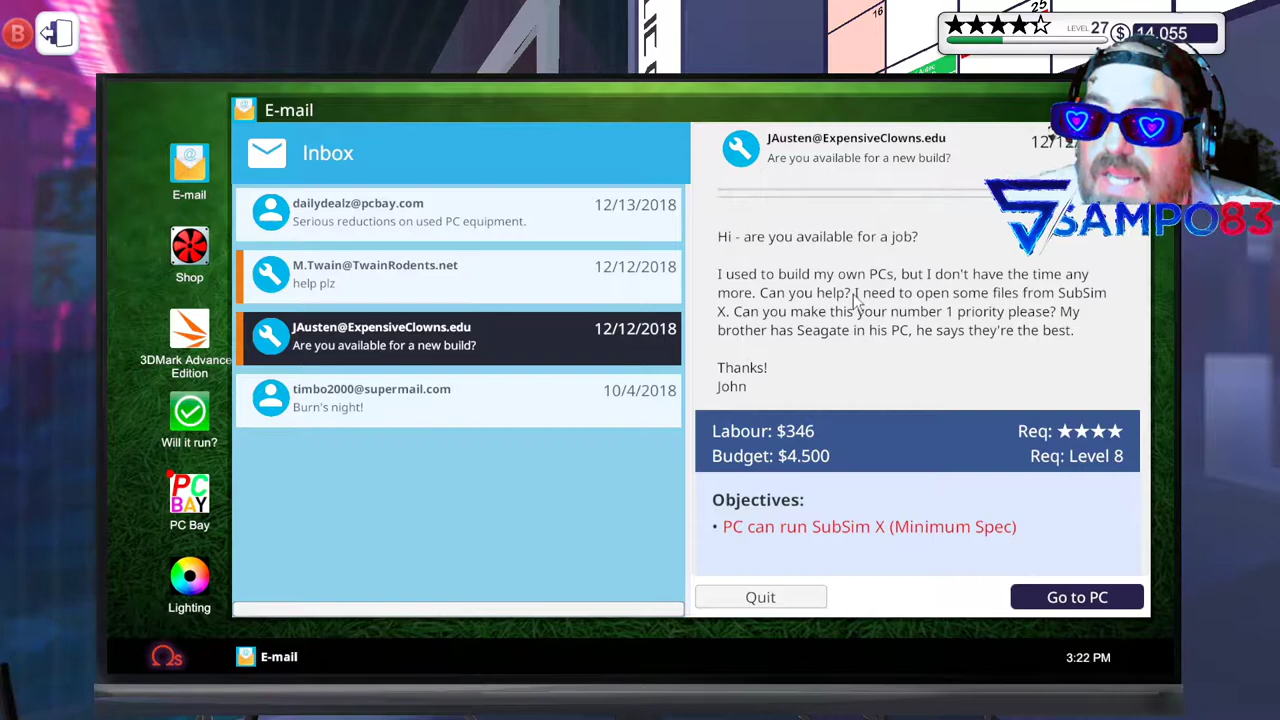 B
16
25
LEVEL 27
$ 14.055
E-mail
Inbox
dailydealz@pcbay.com 12/13/2018
Serious reductions on used PC equipment.
M.Twain@TwainRodents.net 12/12/2018
help plz
JAusten@ExpensiveClowns.edu 12/12/2018
Are you available for a new build?
timbo2000@supermail.com 10/4/2018
Burn's night!
E-mail
Shop
3DMark Advance
Edition
Will it run?
PC
BAY
PC Bay
Lighting
JAusten@ExpensiveClowns.edu
Are you available for a new build?
SAMPO83
Hi - are you available for a job?
I used to build my own PCs, but I don't have the time any
more. Can you help? I need to open some files from SubSim
X. Can you make this your number 1 priority please? My
brother has Seagate in his PC, he says they're the best.
Thanks!
John
Labour: $346 Req: ★★★★
Budget: $4.500 Req: Level 8
Objectives:
• PC can run SubSim X (Minimum Spec)
Quit
Go to PC
Ωs
E-mail
3:22 PM